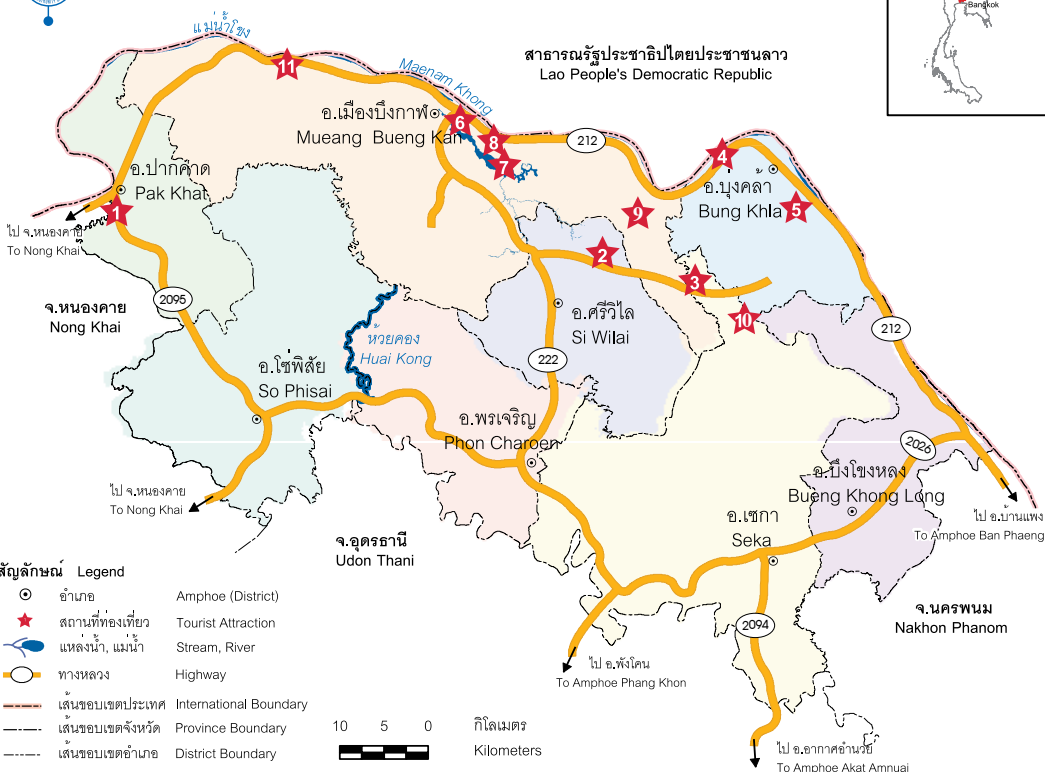 Bangkok
แม่น้ำโขง
สาธารณรัฐประชาธิปไตยประชาชนลาว
Lao People's Democratic Republic
11
Maenam Khong
อ.เมืองบึงกาฬ
Mueang Bueng Kan
6
8
7
212
4
อ.ปากคาด
Pak Khat
1
อ.บุ่งคล้า
Bung Khla
5
9
ไป จ.หนองคาย
To Nong Khai
2
3
10
2095
จ.หนองคาย
Nong Khai
อ.ศรีวิไล
Si Wilai
212
ห้วยคอง
Huai Kong
222
อ.โซ่พิสัย
So Phisai
อ.พรเจริญ
Phon Charoen
2026
อ.บึงโขงหลง
Bueng Khong Long
ไป จ.หนองคาย
To Nong Khai
อ.เซกา
Seka
ไป อ.บ้านแพง
To Amphoe Ban Phaeng
จ.อุดรธานี
Udon Thani
จ.นครพนม
Nakhon Phanom
2094
ไป อ.พังโคน
To Amphoe Phang Khon
ไป อ.อากาศอำนวย
To Amphoe Akat Amnuai
สัญลักษณ์ Legend
อำเภอ Amphoe (District)
สถานที่ท่องเที่ยว Tourist Attraction
แหล่งน้ำ, แม่น้ำ Stream, River
ทางหลวง Highway
เส้นขอบเขตประเทศ International Boundary
เส้นขอบเขตจังหวัด Province Boundary
เส้นขอบเขตอำเภอ District Boundary
10 5 0 กิโลเมตร
Kilometers